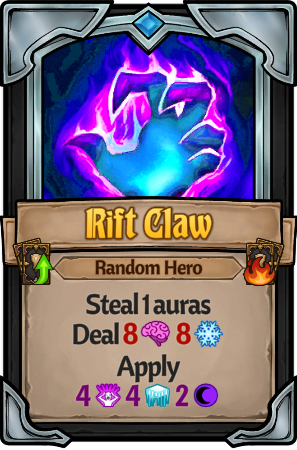 Rift Claw
Random Hero
Steal 1 auras
Deal 8 8
Apply
4 4 2